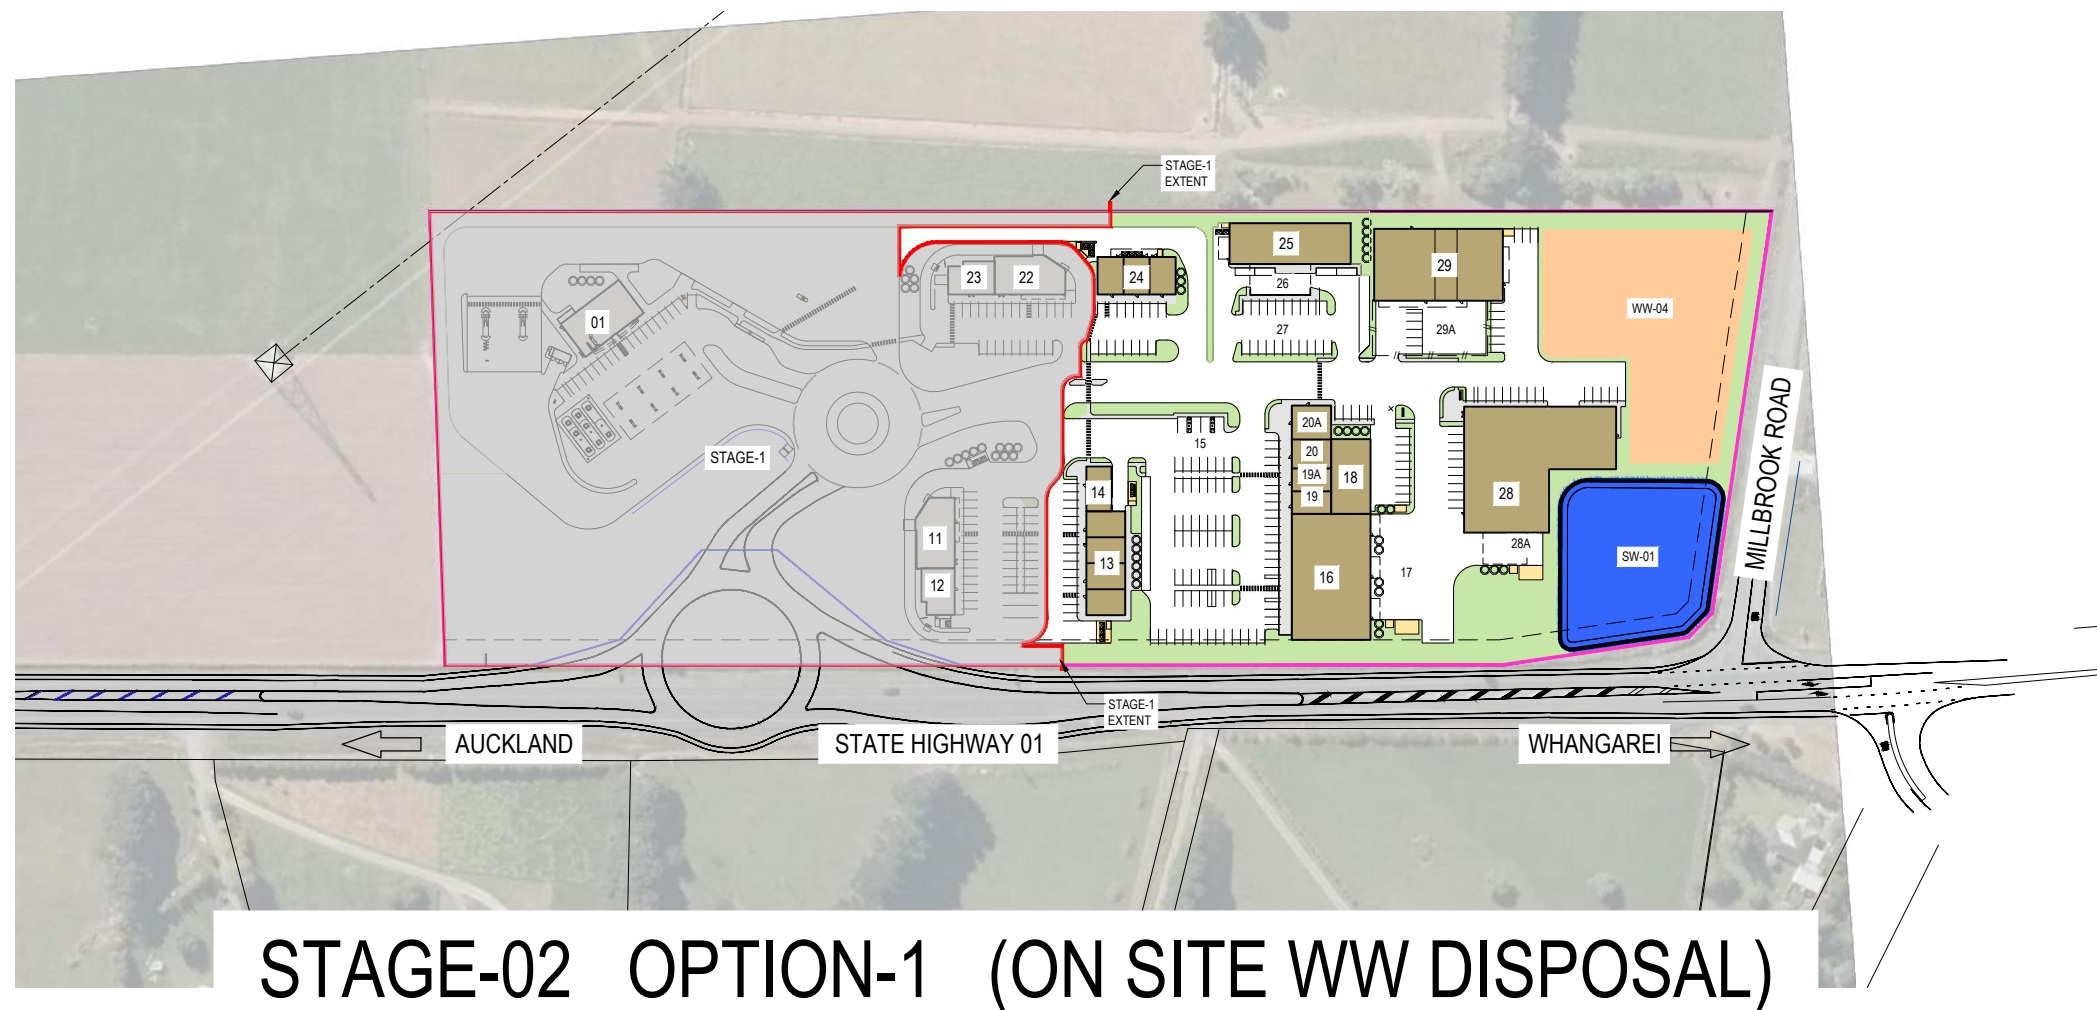 STAGE-1
EXTENT
25
24
23
22
26
29
WW-04
01
27
29A
MILLBROOK ROAD
20A
15
20
STAGE-1
19A
18
14
28
19
11
28A
SW-01
13
17
16
12
STAGE-1
EXTENT
AUCKLAND
STATE HIGHWAY 01
WHANGAREI
STAGE-02 OPTION-1 (ON SITE WW DISPOSAL)